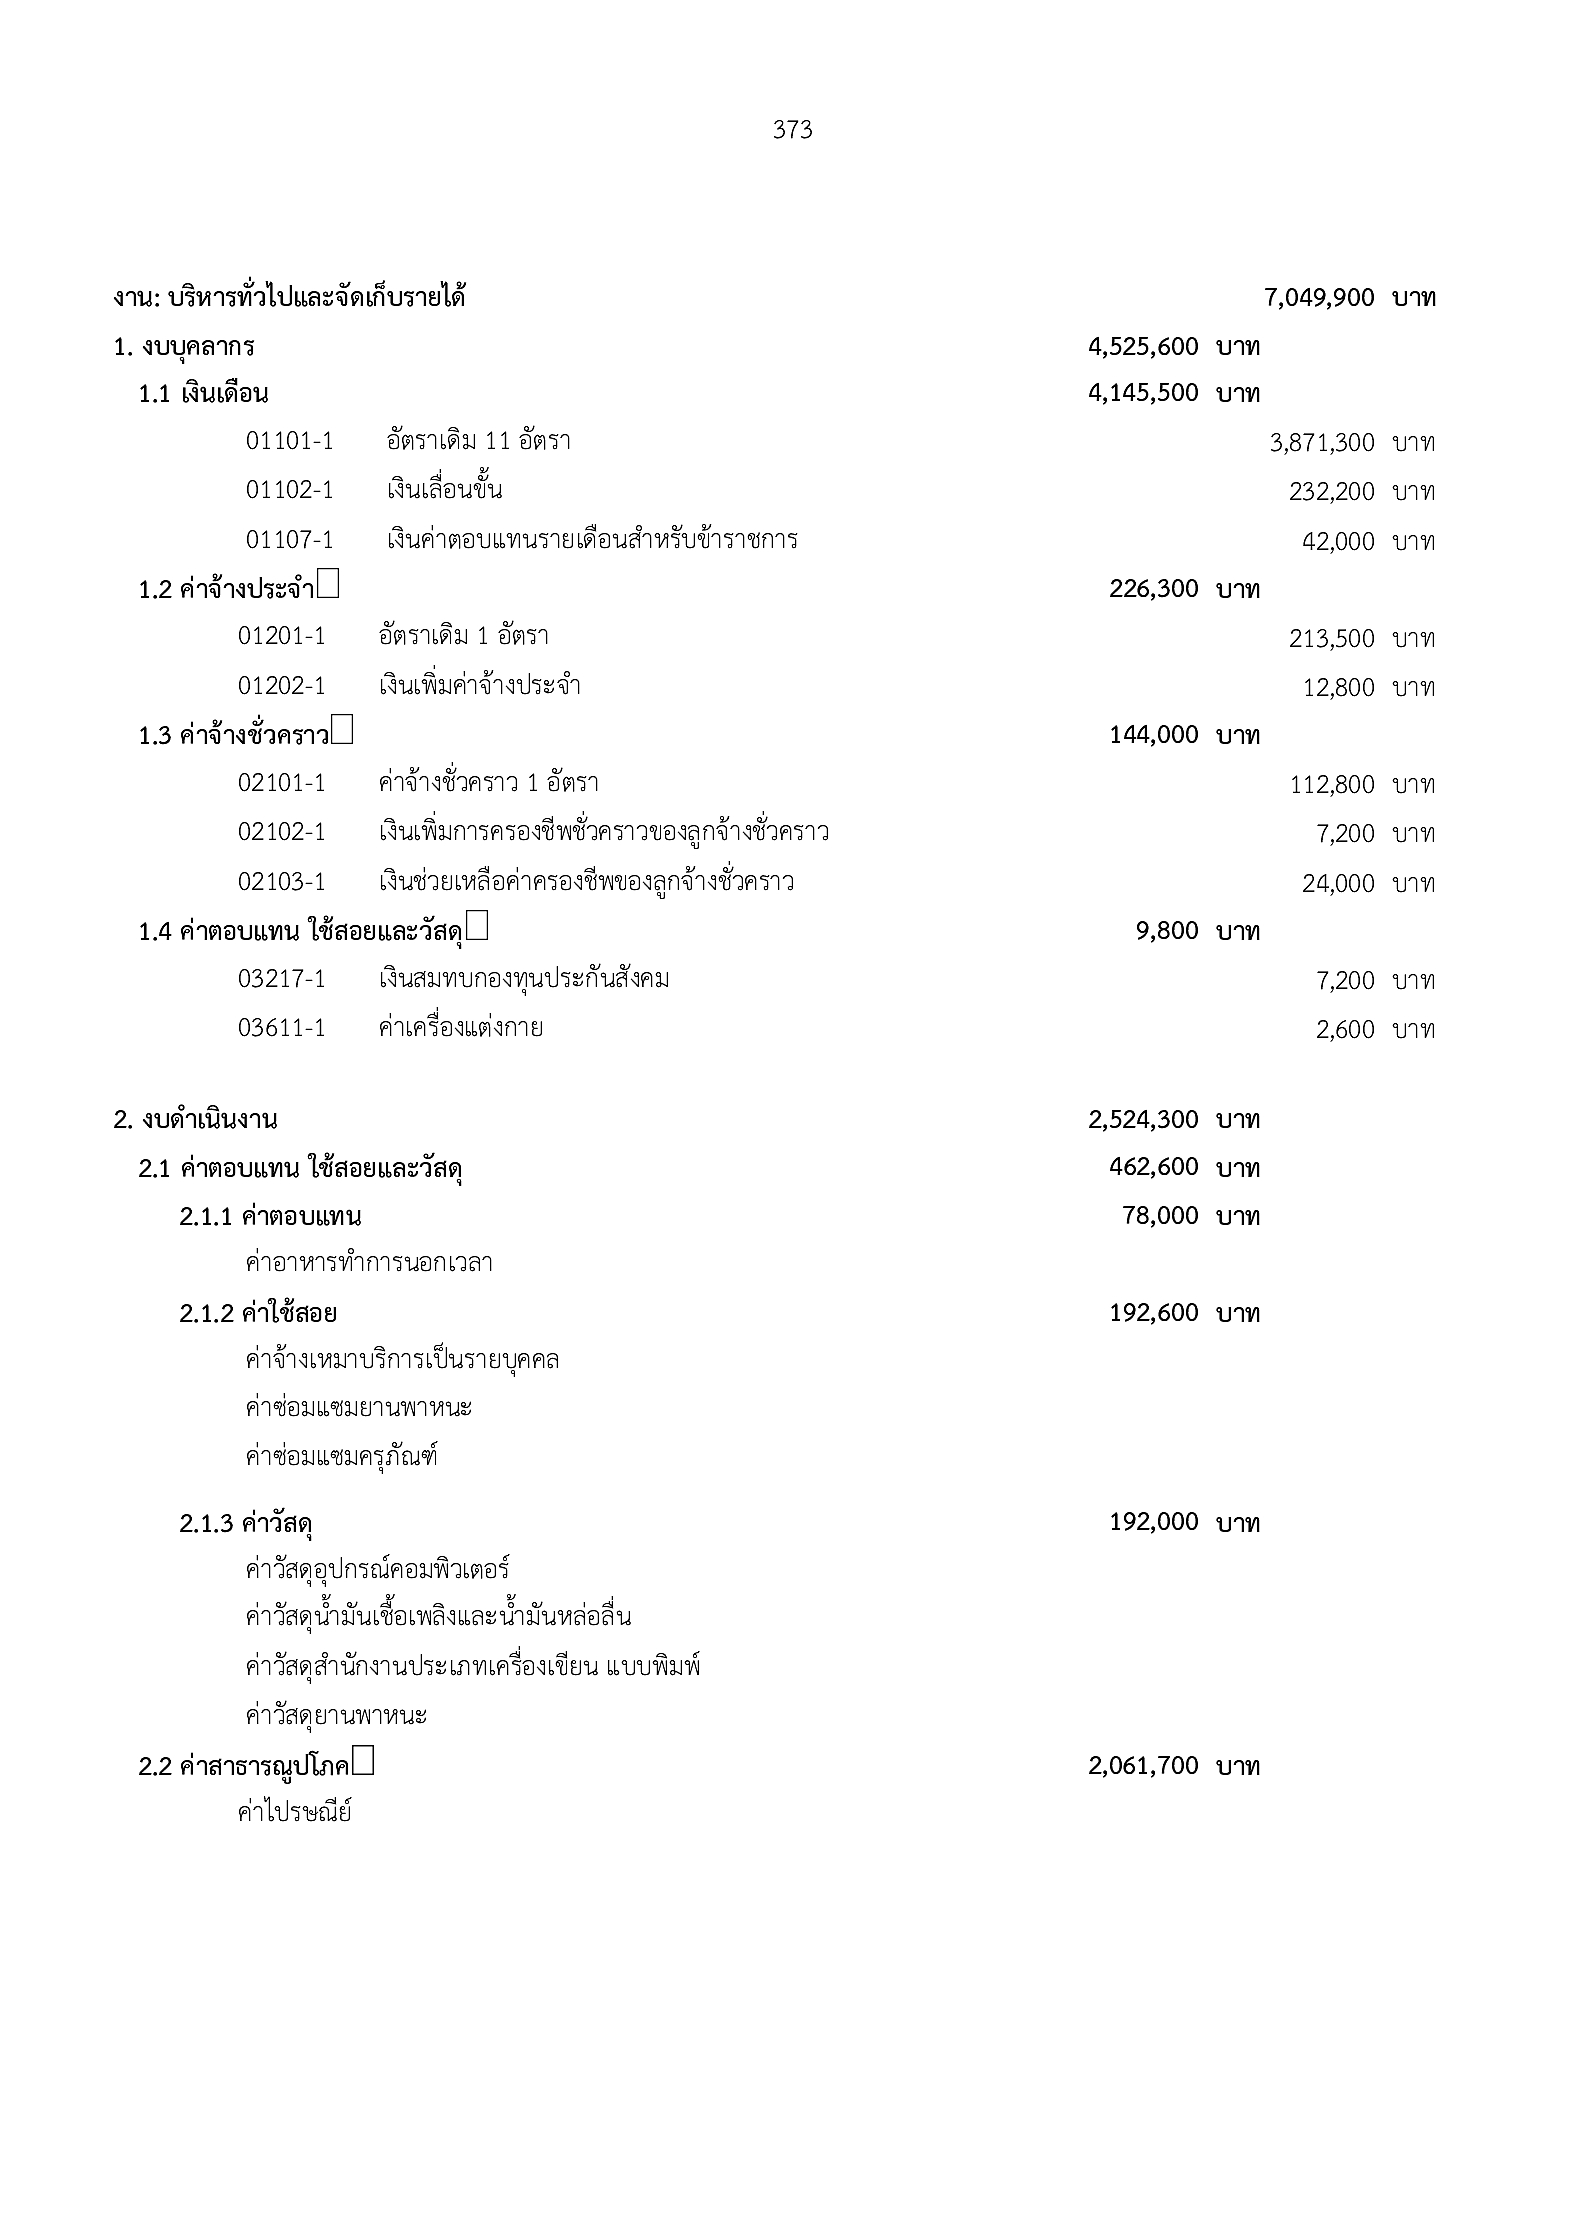 373
งาน: บริหารทั่วไปและจัดเก็บรายได้ 7,049,900 บาท
1. งบบุคลากร 4,525,600 บาท
1.1 เงินเดือน 4,145,500 บาท
01101-1 อัตราเดิม 11 อัตรา 3,871,300 บาท
01102-1 เงินเลื่อนขั้น 232,200 บาท
01107-1 เงินค่าตอบแทนรายเดือนสำหรับข้าราชการ 42,000 บาท
1.2 ค่าจ้างประจำ 226,300 บาท
01201-1 อัตราเดิม 1 อัตรา 213,500 บาท
01202-1 เงินเพิ่มค่าจ้างประจำ 12,800 บาท
1.3 ค่าจ้างชั่วคราว 144,000 บาท
02101-1 ค่าจ้างชั่วคราว 1 อัตรา 112,800 บาท
02102-1 เงินเพิ่มการครองชีพชั่วคราวของลูกจ้างชั่วคราว 7,200 บาท
02103-1 เงินช่วยเหลือค่าครองชีพของลูกจ้างชั่วคราว 24,000 บาท
1.4 ค่าตอบแทน ใช้สอยและวัสดุ 9,800 บาท
03217-1 เงินสมทบกองทุนประกันสังคม 7,200 บาท
03611-1 ค่าเครื่องแต่งกาย 2,600 บาท
2. งบดำเนินงาน 2,524,300 บาท
2.1 ค่าตอบแทน ใช้สอยและวัสดุ 462,600 บาท
2.1.1 ค่าตอบแทน 78,000 บาท
ค่าอาหารทำการนอกเวลา
2.1.2 ค่าใช้สอย 192,600 บาท
ค่าจ้างเหมาบริการเป็นรายบุคคล
ค่าซ่อมแซมยานพาหนะ
ค่าซ่อมแซมครุภัณฑ์
2.1.3 ค่าวัสดุ 192,000 บาท
ค่าวัสดุอุปกรณ์คอมพิวเตอร์
ค่าวัสดุน้ำมันเชื้อเพลิงและน้ำมันหล่อลื่น
ค่าวัสดุสำนักงานประเภทเครื่องเขียน แบบพิมพ์
ค่าวัสดุยานพาหนะ
2.2 ค่าสาธารณูปโภค 2,061,700 บาท
ค่าไปรษณีย์